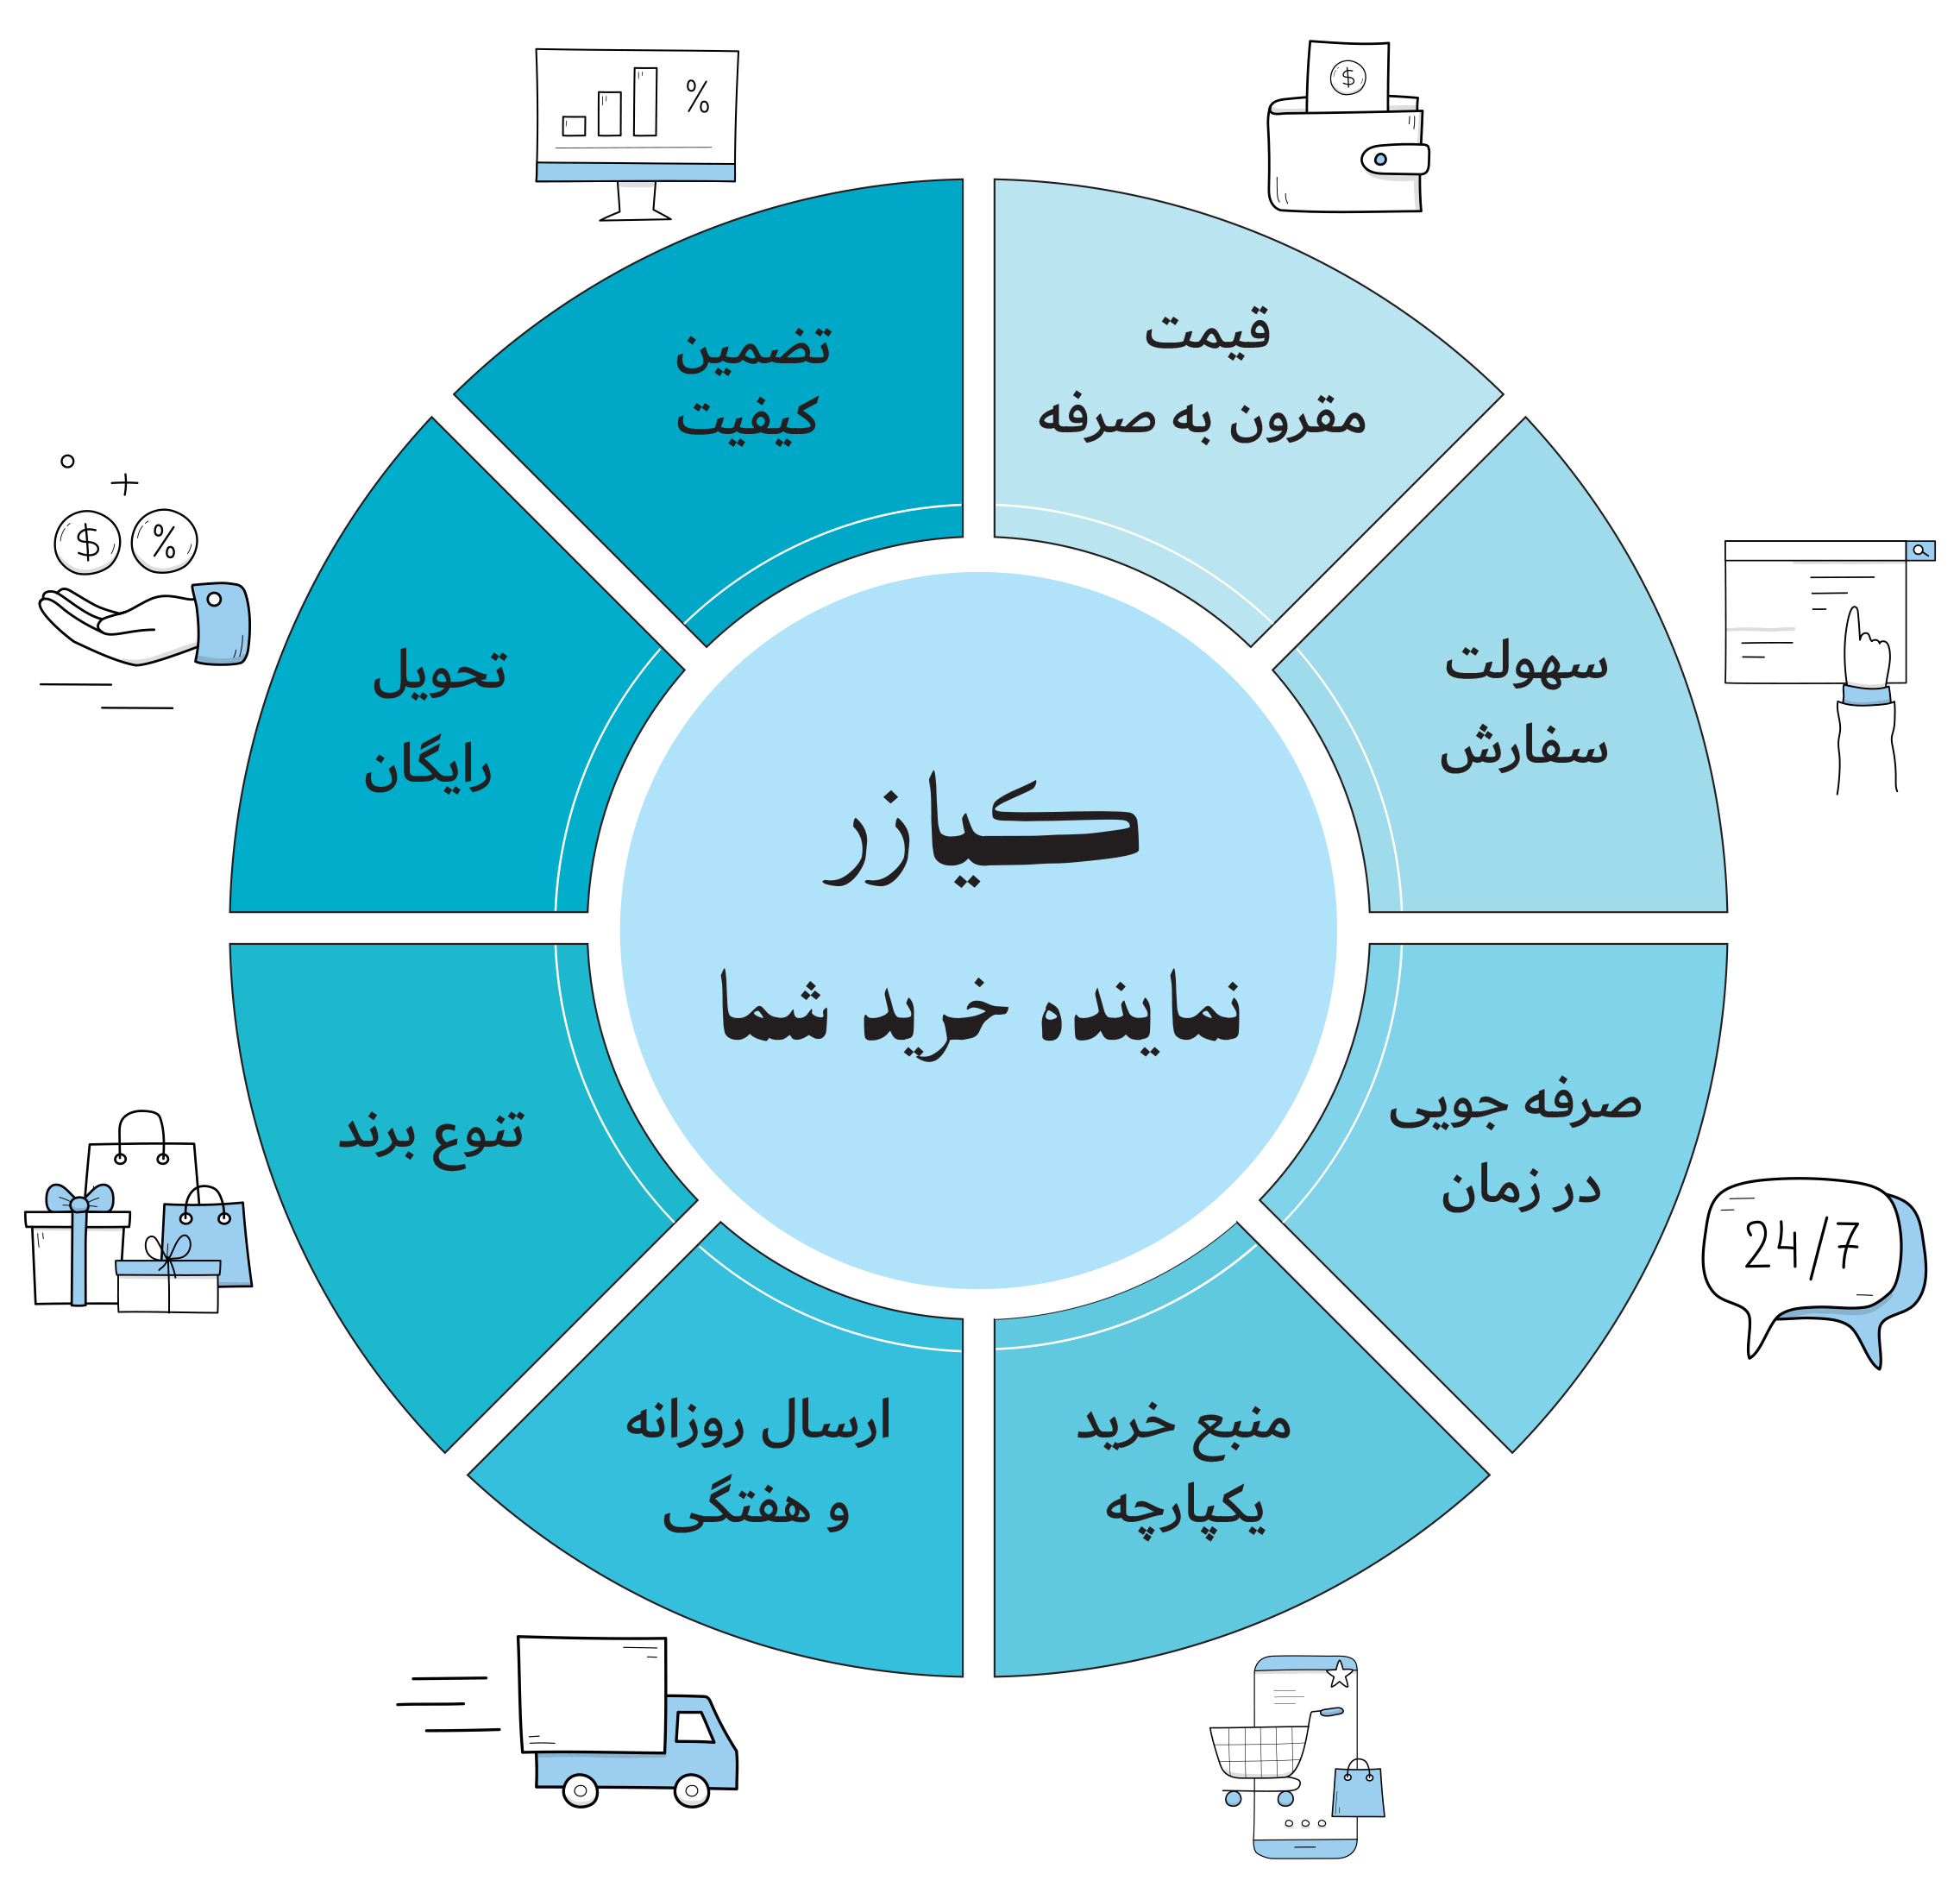 کیازر
نماینده خرید شما
قیمت
مقرون به صرفه
سهولت
سفارش
صرفه جویی
در زمان
منبع خرید
یکپارچه
ارسال روزانه
و هفتگی
تنوع برند
تحویل
رایگان
تضمین
کیفیت
%
$
24/7
$
%